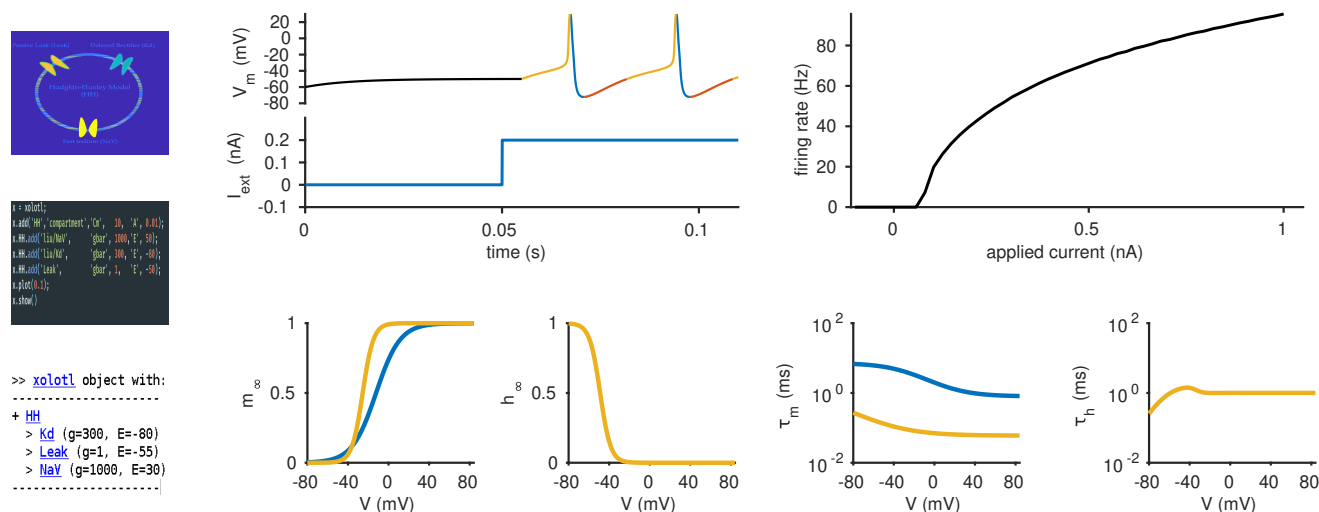 Passive Leak (Leak)
Delayed Rectifier (Kd)
Hodgkin-Huxley Model
(HH)
Fast sodium (NaV)
x = xolotl;
x.add('HH','compartment','Cm', 10, 'A', 0.01);
x.HH.add('liu/NaV', 'gbar', 1000,'E', 50);
x.HH.add('liu/Kd', 'gbar', 300, 'E', -80);
x.HH.add('Leak', 'gbar', 1, 'E', -50);
x.plot(0.1);
x.show()
>> xolotl object with:
---------------------
+ HH
> Kd (g=300, E=-80)
> Leak (g=1, E=-55)
> NaV (g=1000, E=30)
---------------------
20
0
-20
-40
-60
-80
V_m (mV)
0.2
0.1
0
-0.1
I_ext (nA)
0 0.05 0.1
time (s)
80
60
40
20
0
firing rate (Hz)
0 0.5 1
applied current (nA)
1
0.5
0
m_∞
-80 -40 0 40 80
V (mV)
1
0.5
0
h_∞
-80 -40 0 40 80
V (mV)
10^2
10^0
10^-2
τ_m (ms)
-80 -40 0 40 80
V (mV)
10^2
10^0
10^-2
τ_h (ms)
-80 -40 0 40 80
V (mV)